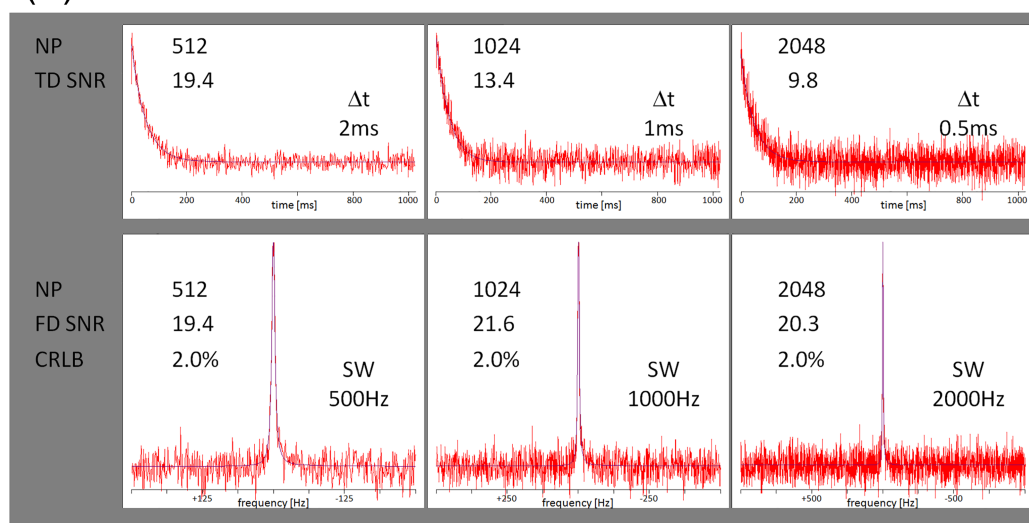 NP 512 1024 2048
TD SNR 19.4 13.4 9.8
Δt Δt Δt
2ms 1ms 0.5ms
0 200 400 600 800 1000 0 200 400 600 800 1000 0 200 400 600 800 1000
time [ms] time [ms] time [ms]
NP 512 1024 2048
FD SNR 19.4 21.6 20.3
CRLB 2.0% 2.0% 2.0%
SW SW SW
500Hz 1000Hz 2000Hz
+125 -125 +250 -250 +500 -500
frequency [Hz] frequency [Hz] frequency [Hz]